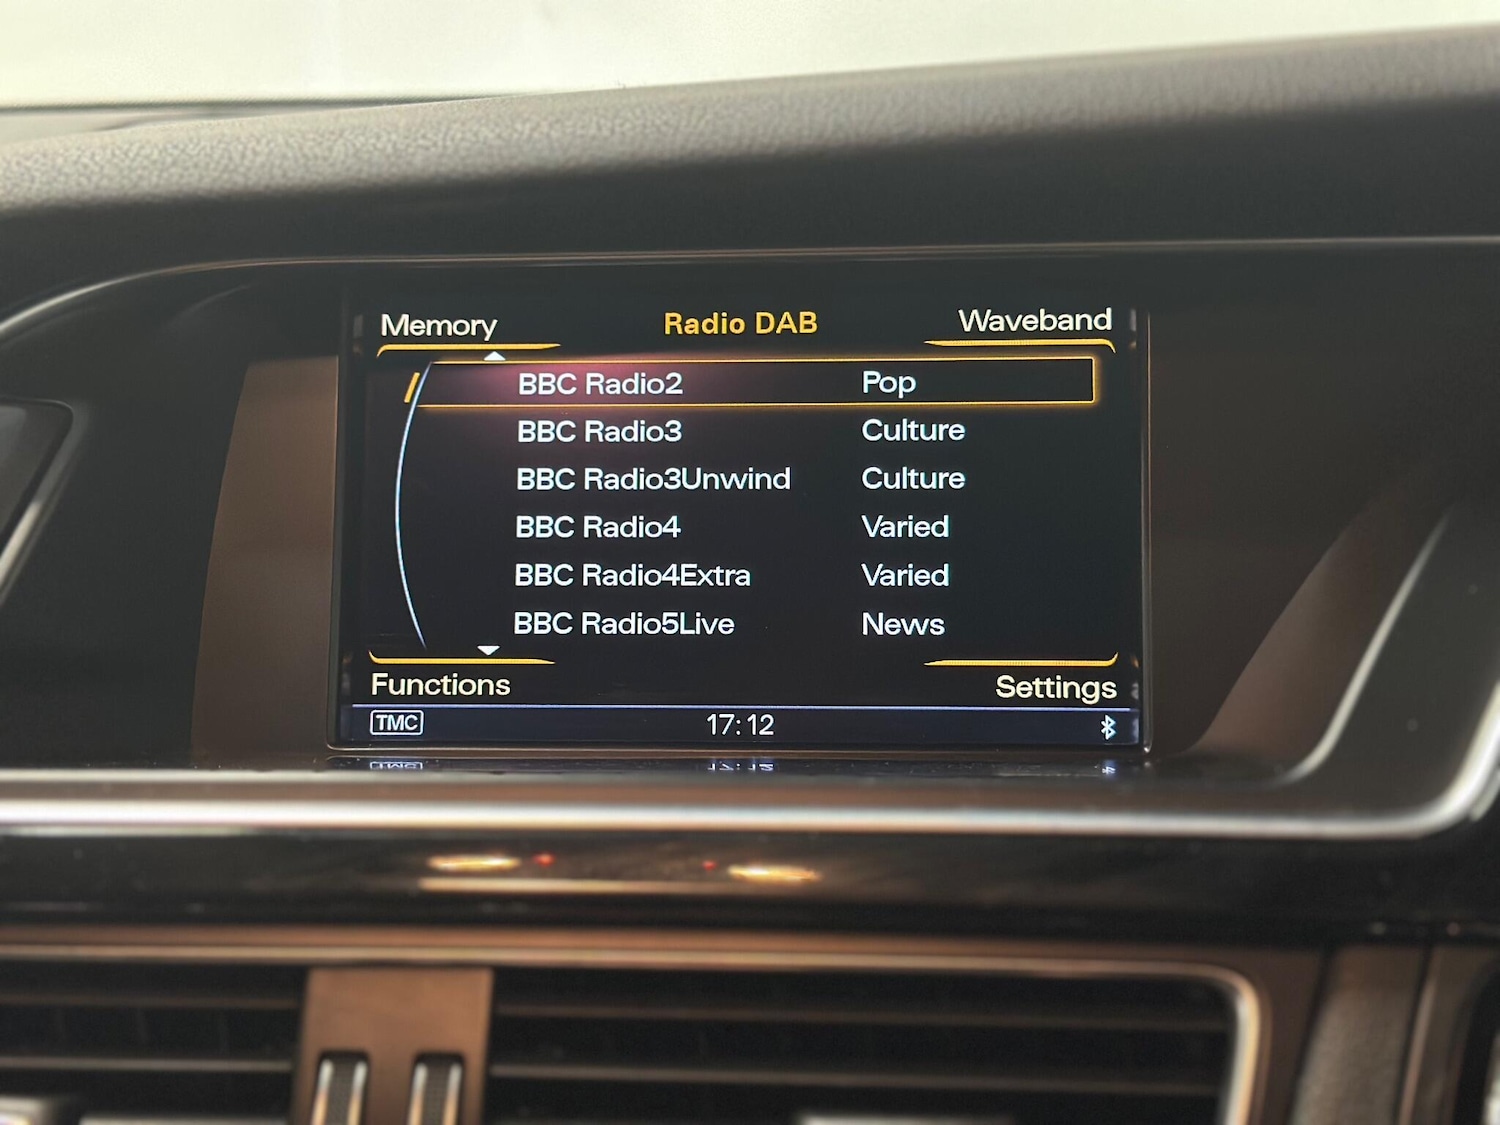 Memory Radio DAB Waveband
BBC Radio2 Pop
BBC Radio3 Culture
BBC Radio3Unwind Culture
BBC Radio4 Varied
BBC Radio4Extra Varied
BBC Radio5Live News
Functions Settings
TMC 17:12